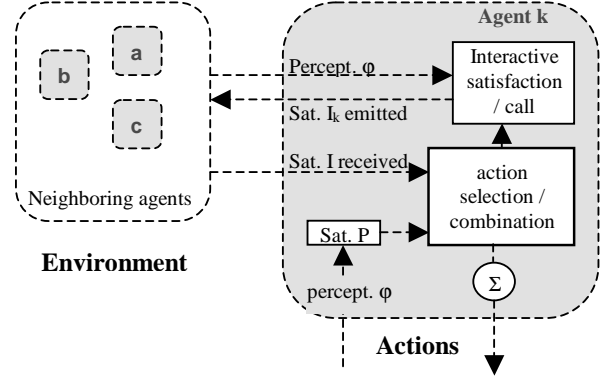 Agent k
a
b
c
Neighboring agents
Environment
Percept. φ
Sat. Ik emitted
Sat. I received
Interactive
satisfaction
/ call
action
selection /
combination
Sat. P
percept. φ
Σ
Actions